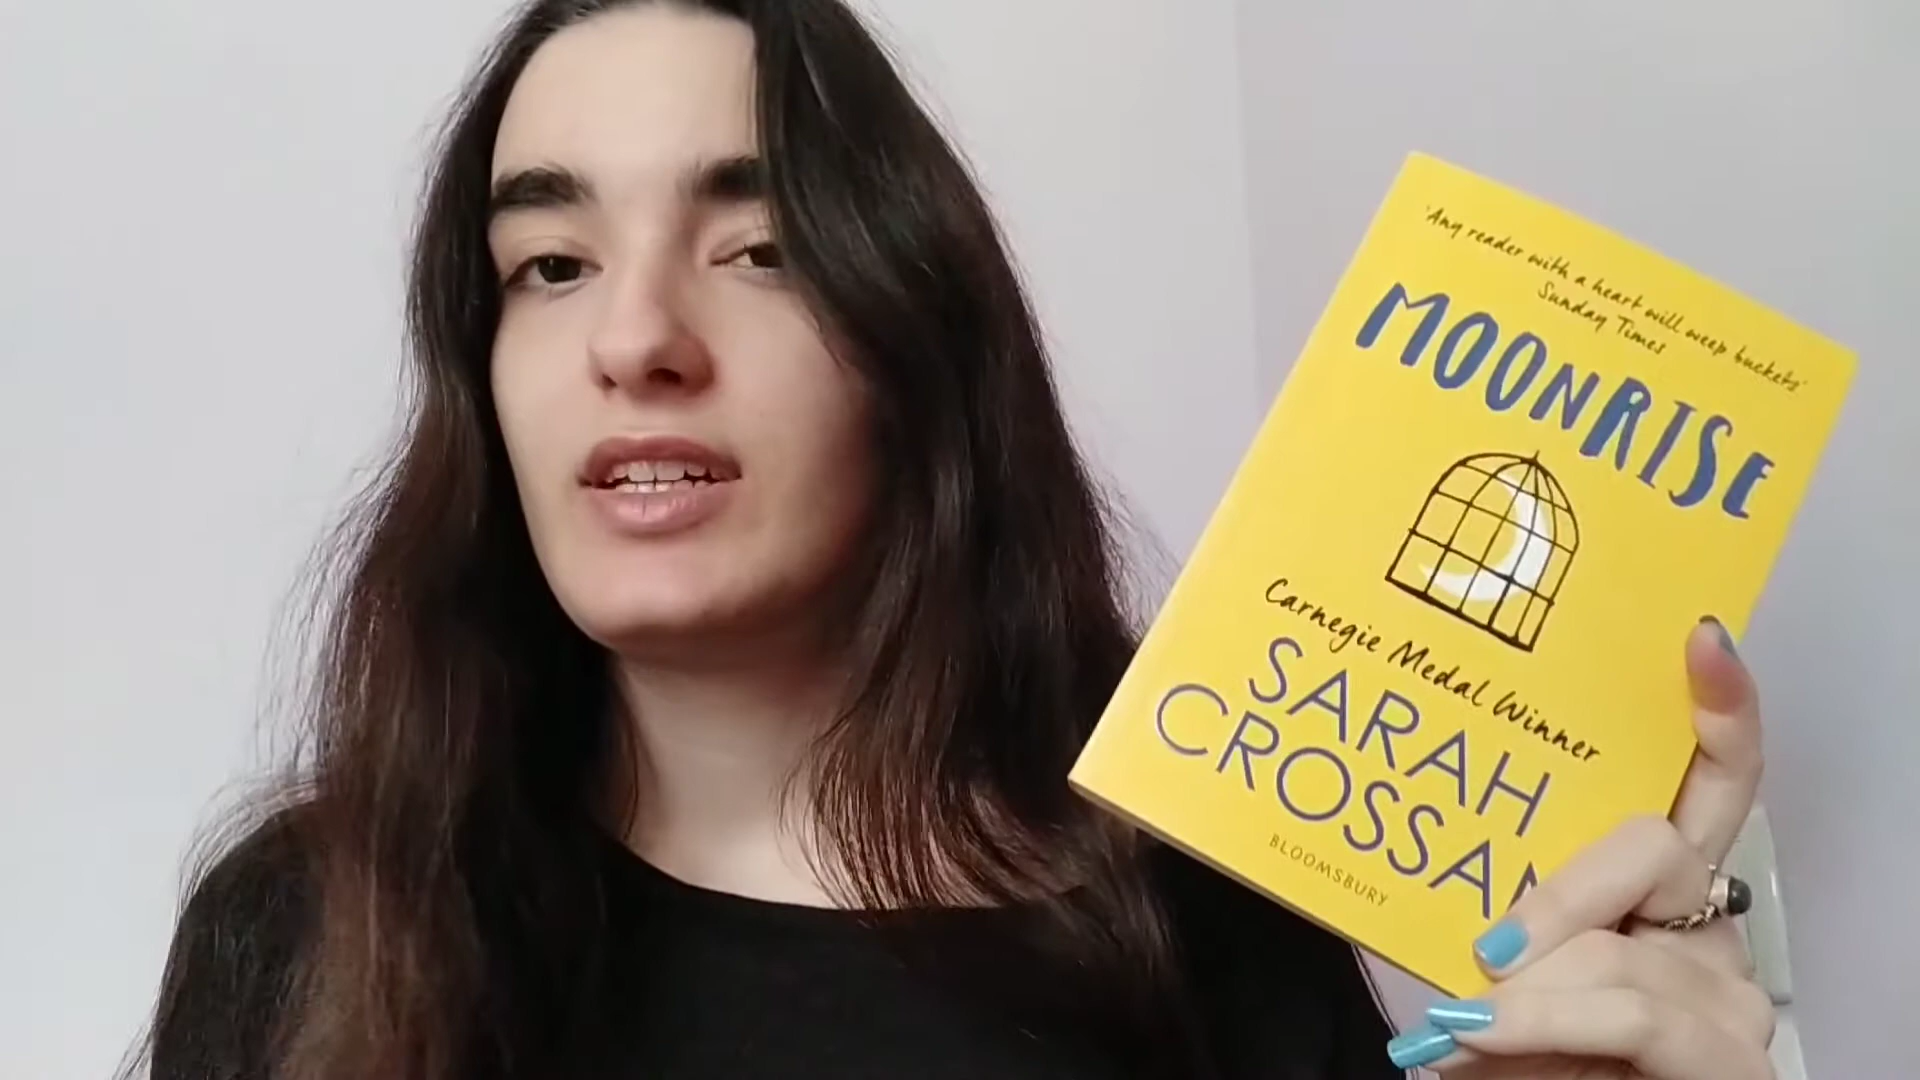 'Any reader with a heart will weep buckets'
Sunday Times
MOONRISE
Carnegie Medal Winner
SARAH
CROSSAN
BLOOMSBURY